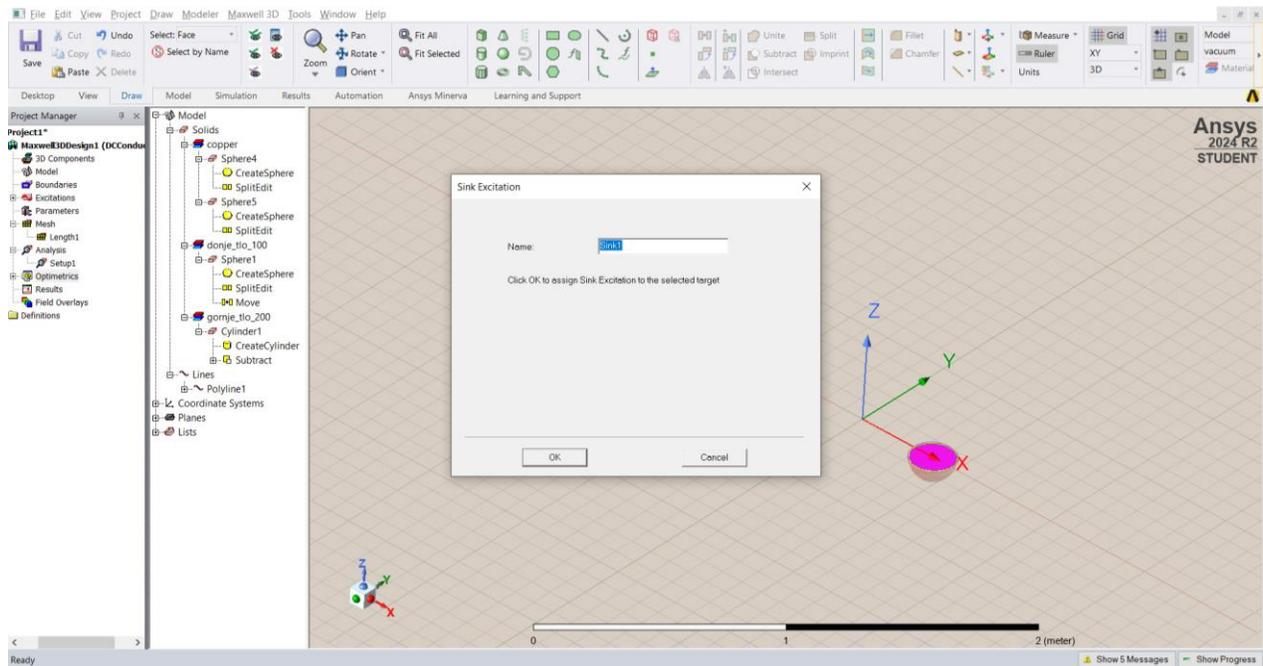 File Edit View Project Draw Modeler Maxwell 3D Tools Window Help
Save
Cut
Copy
Paste
Undo
Redo
Delete
Select: Face
Select by Name
Zoom
Pan
Rotate
Orient
Fit All
Fit Selected
Unite
Subtract
Intersect
Split
Imprint
Fillet
Chamfer
Measure
Ruler
Units
Grid
XY
3D
Model
vacuum
Material
Desktop View Draw Model Simulation Results Automation Ansys Minerva Learning and Support
Project Manager
Project1*
Maxwell3DDesign1 (DCCondu
3D Components
Model
Boundaries
Excitations
Parameters
Mesh
Length1
Analysis
Setup1
Optimetrics
Results
Field Overlays
Definitions
Model
Solids
copper
Sphere4
CreateSphere
SplitEdit
Sphere5
CreateSphere
SplitEdit
donje_tlo_100
Sphere1
CreateSphere
SplitEdit
Move
gornje_tlo_200
Cylinder1
CreateCylinder
Subtract
Lines
Polyline1
Coordinate Systems
Planes
Lists
Ansys
2024 R2
STUDENT
Sink Excitation
Name: Sink1
Click OK to assign Sink Excitation to the selected target
OK Cancel
Z
Y
X
Z
Y
X
0 1 2 (meter)
Ready
Show 5 Messages Show Progress